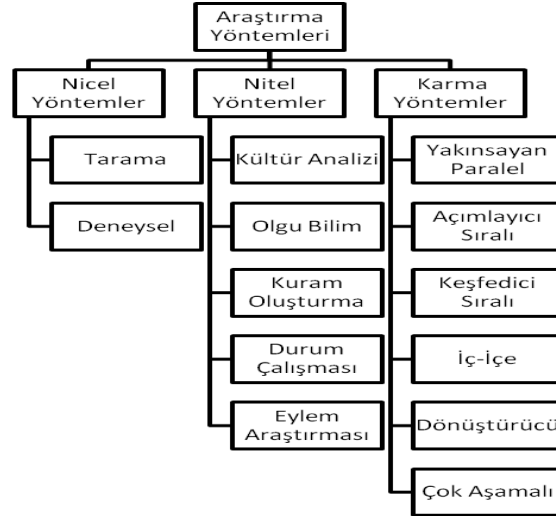 Araştırma
Yöntemleri
Nicel
Yöntemler
Tarama
Deneysel
Nitel
Yöntemler
Kültür Analizi
Olgu Bilim
Kuram
Oluşturma
Durum
Çalışması
Eylem
Araştırması
Karma
Yöntemler
Yakınsayan
Paralel
Açımlayıcı
Sıralı
Keşfedici
Sıralı
İç-İçe
Dönüştürücü
Çok Aşamalı